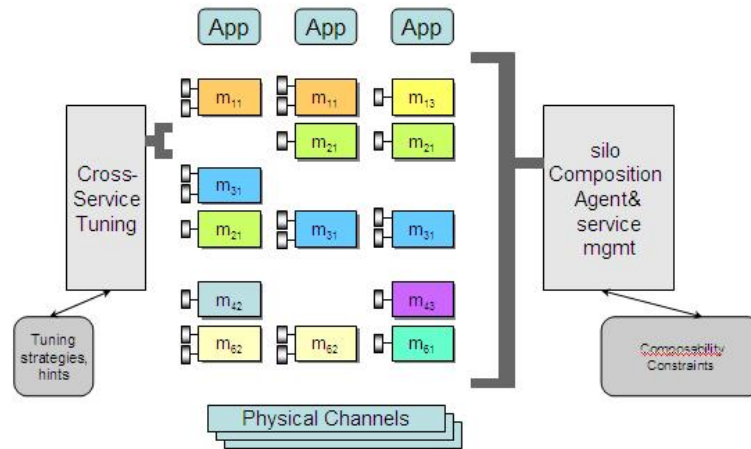 App App App
m11 m11 m13
m21 m21
Cross-
Service
Tuning
silo
Composition
Agent&
service
mgmt
m31
m21 m31 m31
m42 m43
m62 m62 m51
Tuning
strategies,
hints
Composability
Constraints
Physical Channels